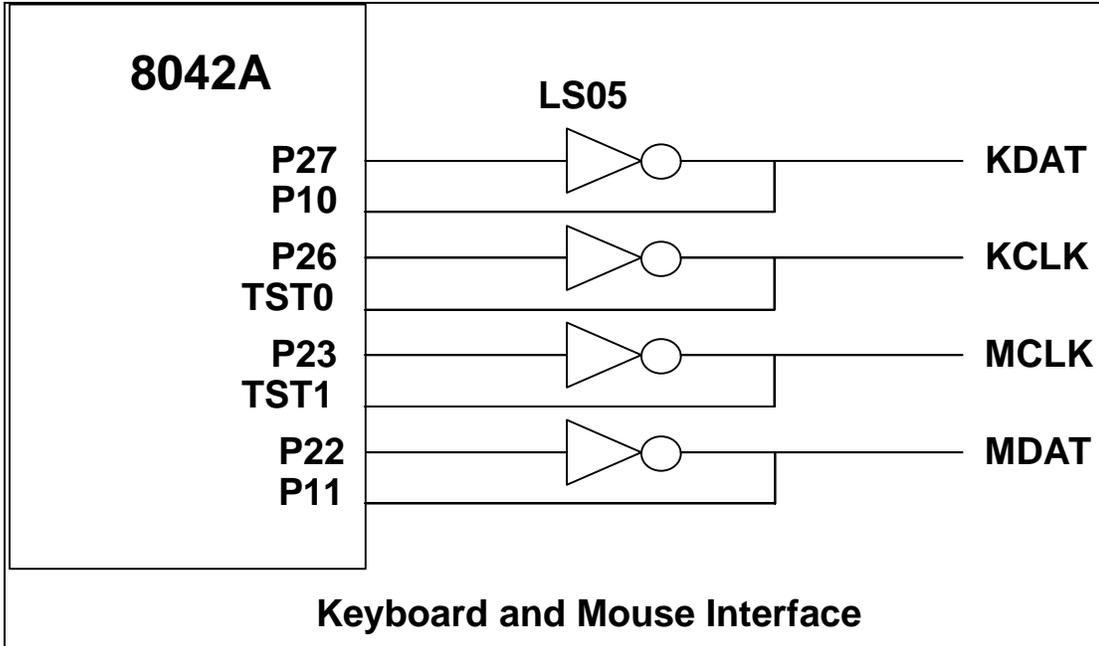 8042A
LS05
P27
KDAT
P10
P26
KCLK
TST0
P23
MCLK
TST1
P22
MDAT
P11
Keyboard and Mouse Interface